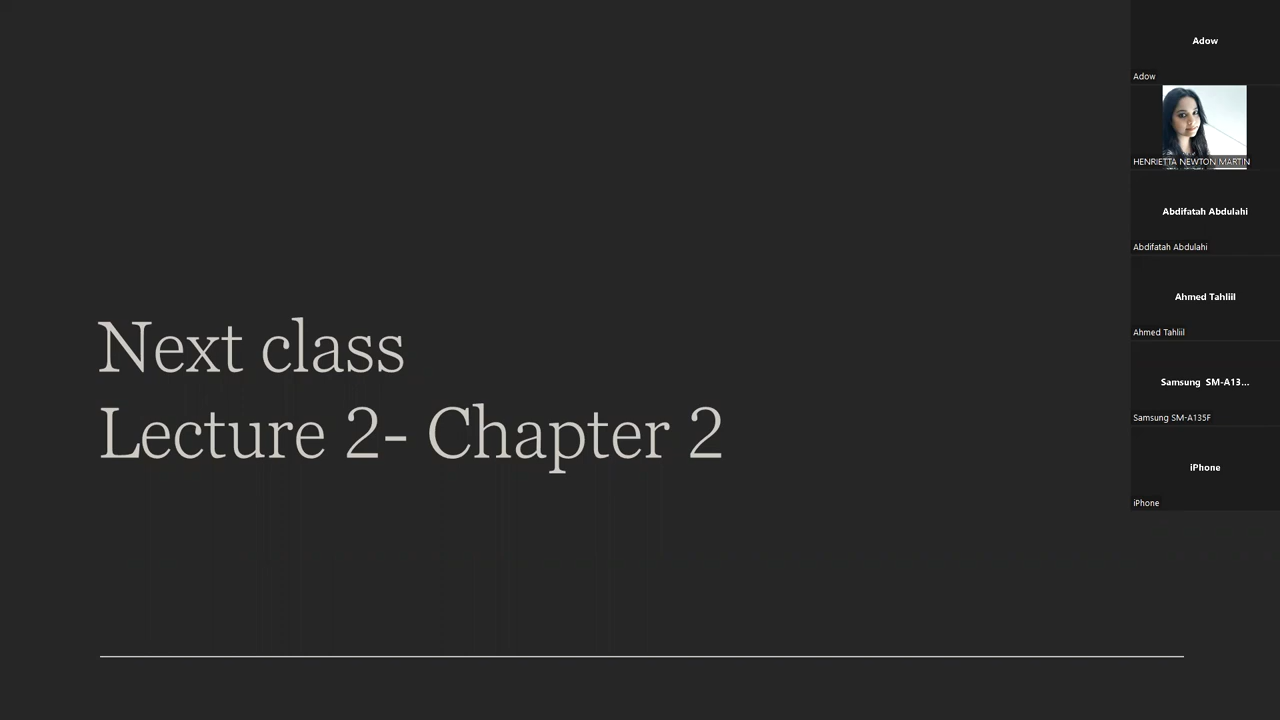 Next class
Lecture 2- Chapter 2
Adow
Adow
HENRIETTA NEWTON MARTIN
Abdifatah Abdulahi
Abdifatah Abdulahi
Ahmed Tahliil
Ahmed Tahliil
Samsung SM-A13...
Samsung SM-A135F
iPhone
iPhone